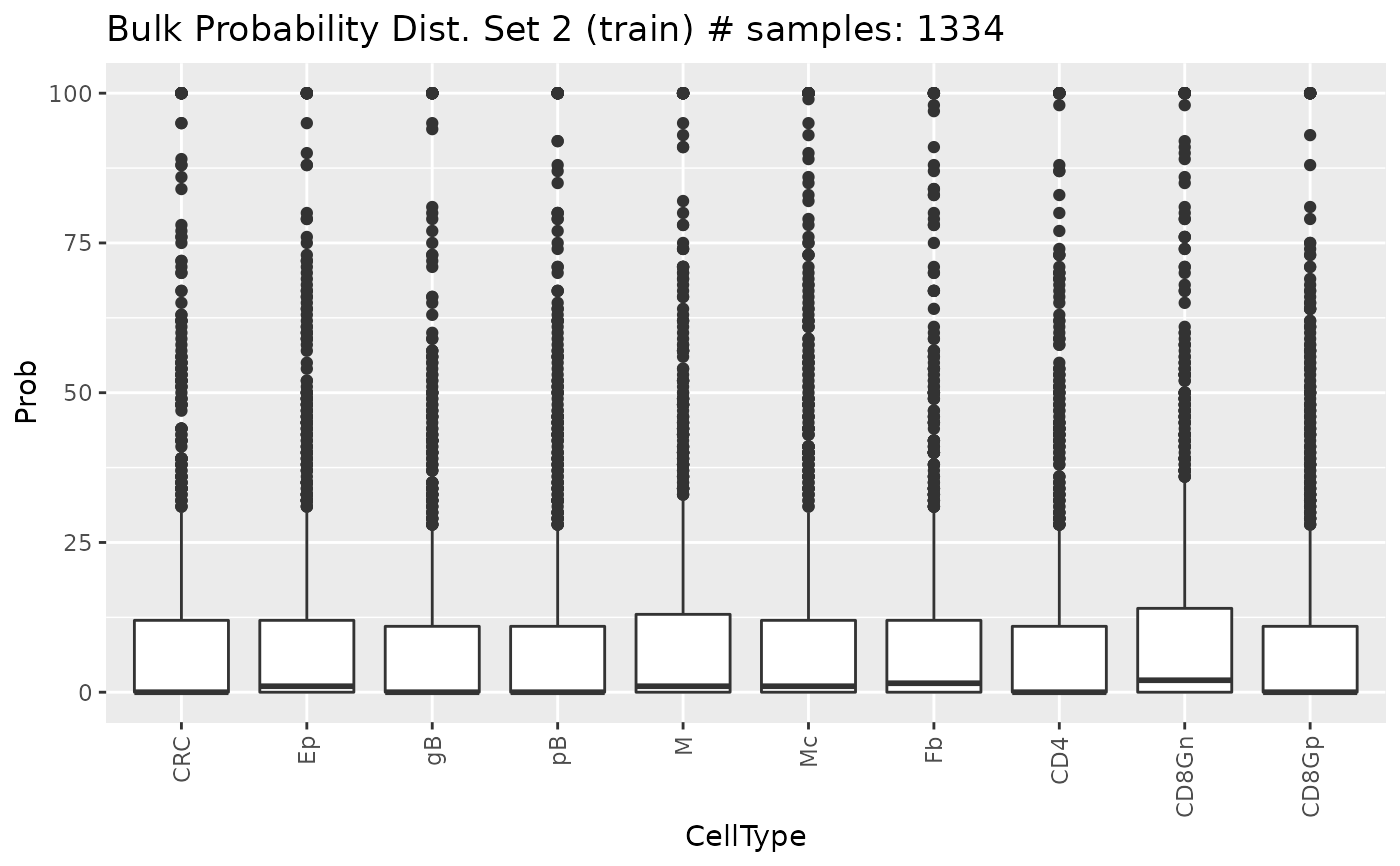 Bulk Probability Dist. Set 2 (train) # samples: 1334
100
75
50
25
0
Prob
CRC
Ep
gB
pB
M
Mc
Fb
CD4
CD8Gn
CD8Gp
CellType